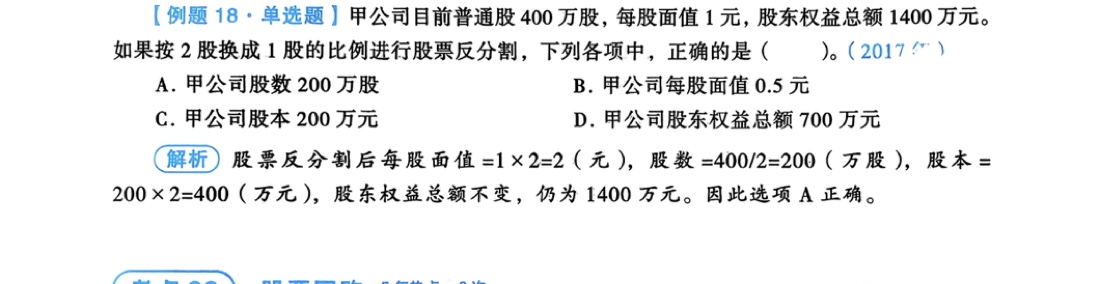 【例题 18·单选题】甲公司目前普通股 400 万股，每股面值 1 元，股东权益总额 1400 万元。
如果按 2 股换成 1 股的比例进行股票反分割，下列各项中，正确的是（　　）。（2017 年）
A. 甲公司股数 200 万股
B. 甲公司每股面值 0.5 元
C. 甲公司股本 200 万元
D. 甲公司股东权益总额 700 万元
解析 股票反分割后每股面值 =1×2=2（元），股数 =400/2=200（万股），股本 =
200×2=400（万元），股东权益总额不变，仍为 1400 万元。因此选项 A 正确。